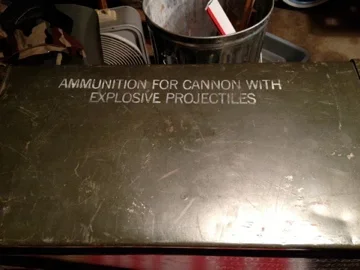 AMMUNITION FOR CANNON WITH
EXPLOSIVE PROJECTILES